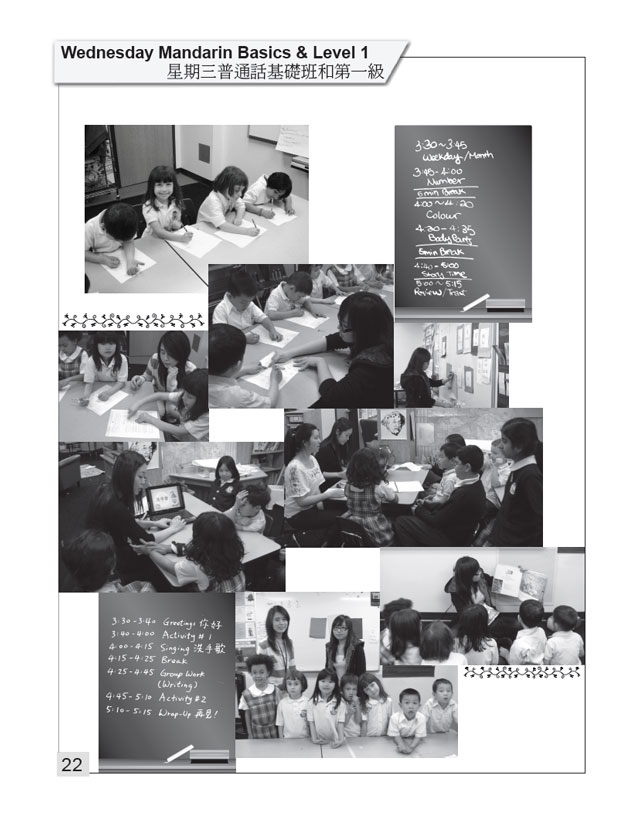 Wednesday Mandarin Basics & Level 1
星期三普通話基礎班和第一級
3:30~3:45
Weekday/Month
3:45-4:00
Number
5min Break
4:00~4:20
Colour
4:20-4:35
Body Parts
5min Break
4:40-5:00
Story Time
5:00~5:15
Review/Treat
3:30-3:40 Greetings 你好
3:40-4:00 Activity #1
4:00-4:15 Singing 洗手歌
4:15-4:25 Break
4:25-4:45 Group Work
(Writing)
4:45-5:10 Activity #2
5:10-5:15 Wrap-Up 再見!
22